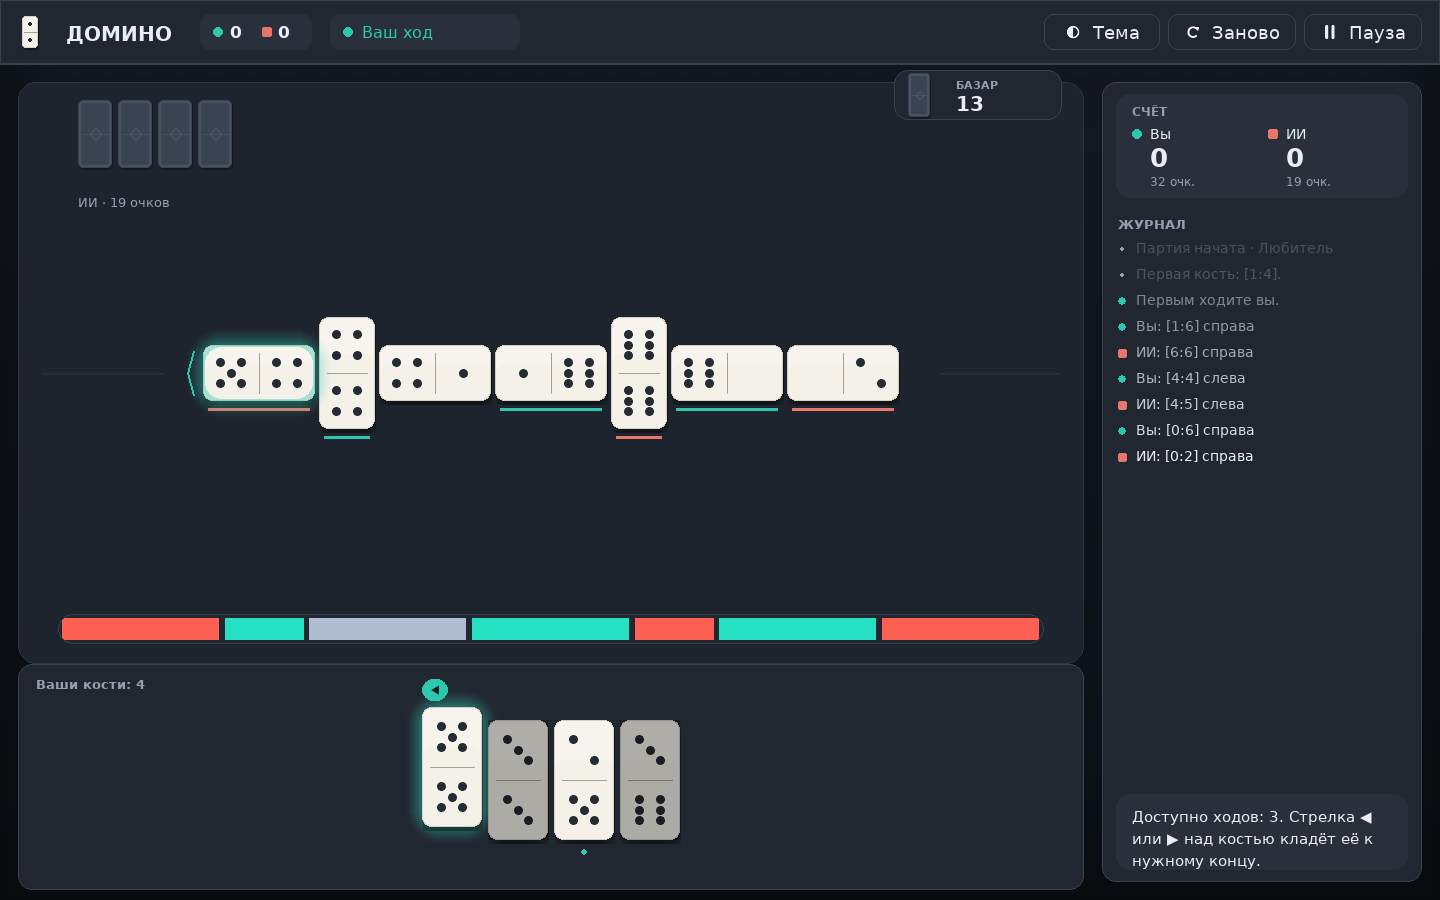 ДОМИНО
0
0
Ваш ход
Тема
Заново
Пауза
БАЗАР
13
ИИ · 19 очков
СЧЁТ
Вы
ИИ
0
0
32 очк.
19 очк.
ЖУРНАЛ
Партия начата · Любитель
Первая кость: [1:4].
Первым ходите вы.
Вы: [1:6] справа
ИИ: [6:6] справа
Вы: [4:4] слева
ИИ: [4:5] слева
Вы: [0:6] справа
ИИ: [0:2] справа
Ваши кости: 4
Доступно ходов: 3. Стрелка ◀
или ▶ над костью кладёт её к
нужному концу.